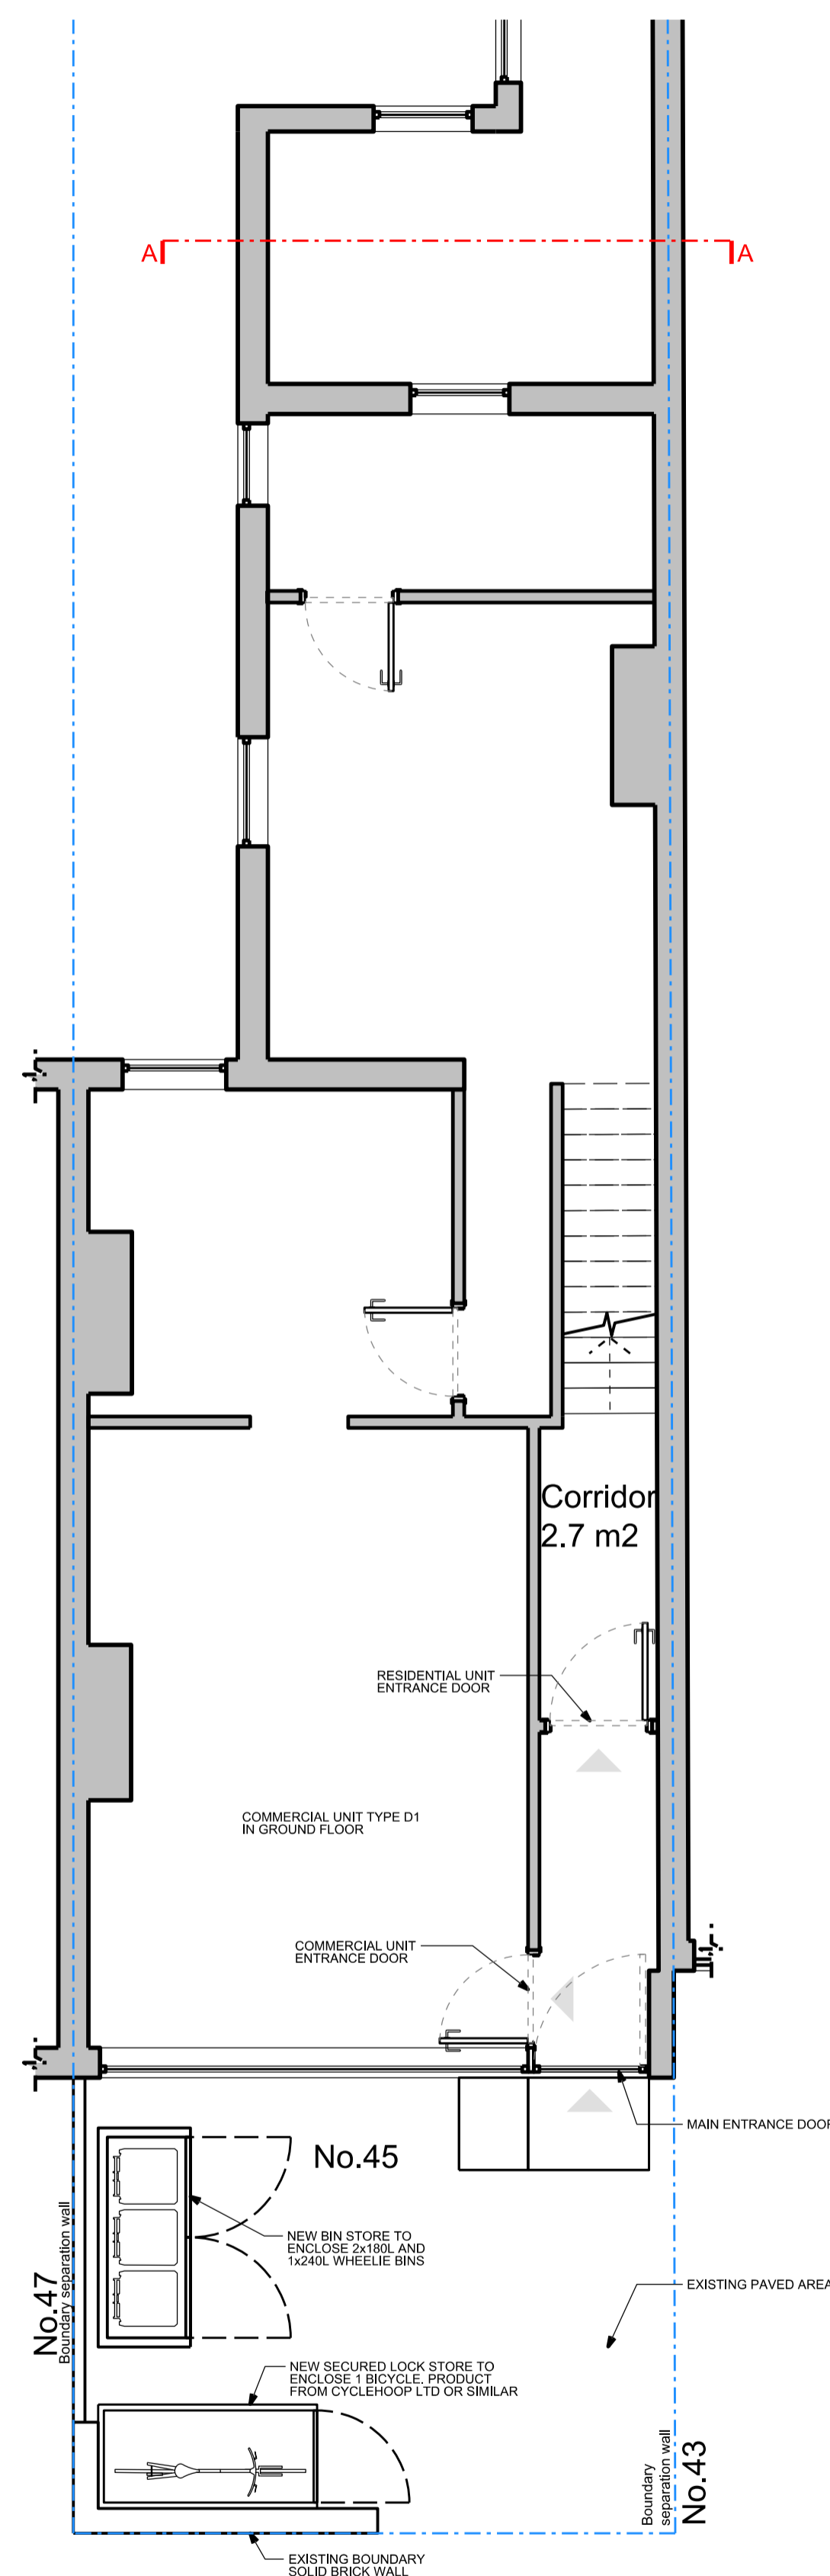 A
A
Corridor
2.7 m2
RESIDENTIAL UNIT
ENTRANCE DOOR
COMMERCIAL UNIT TYPE D1
IN GROUND FLOOR
COMMERCIAL UNIT
ENTRANCE DOOR
MAIN ENTRANCE DOOR
No.45
NEW BIN STORE TO
ENCLOSE 2x180L AND
1x240L WHEELIE BINS
No.47
Boundary separation wall
EXISTING PAVED AREA
NEW SECURED LOCK STORE TO
ENCLOSE 1 BICYCLE. PRODUCT
FROM CYCLEHOOP LTD OR SIMILAR
Boundary
separation wall
No.43
EXISTING BOUNDARY
SOLID BRICK WALL